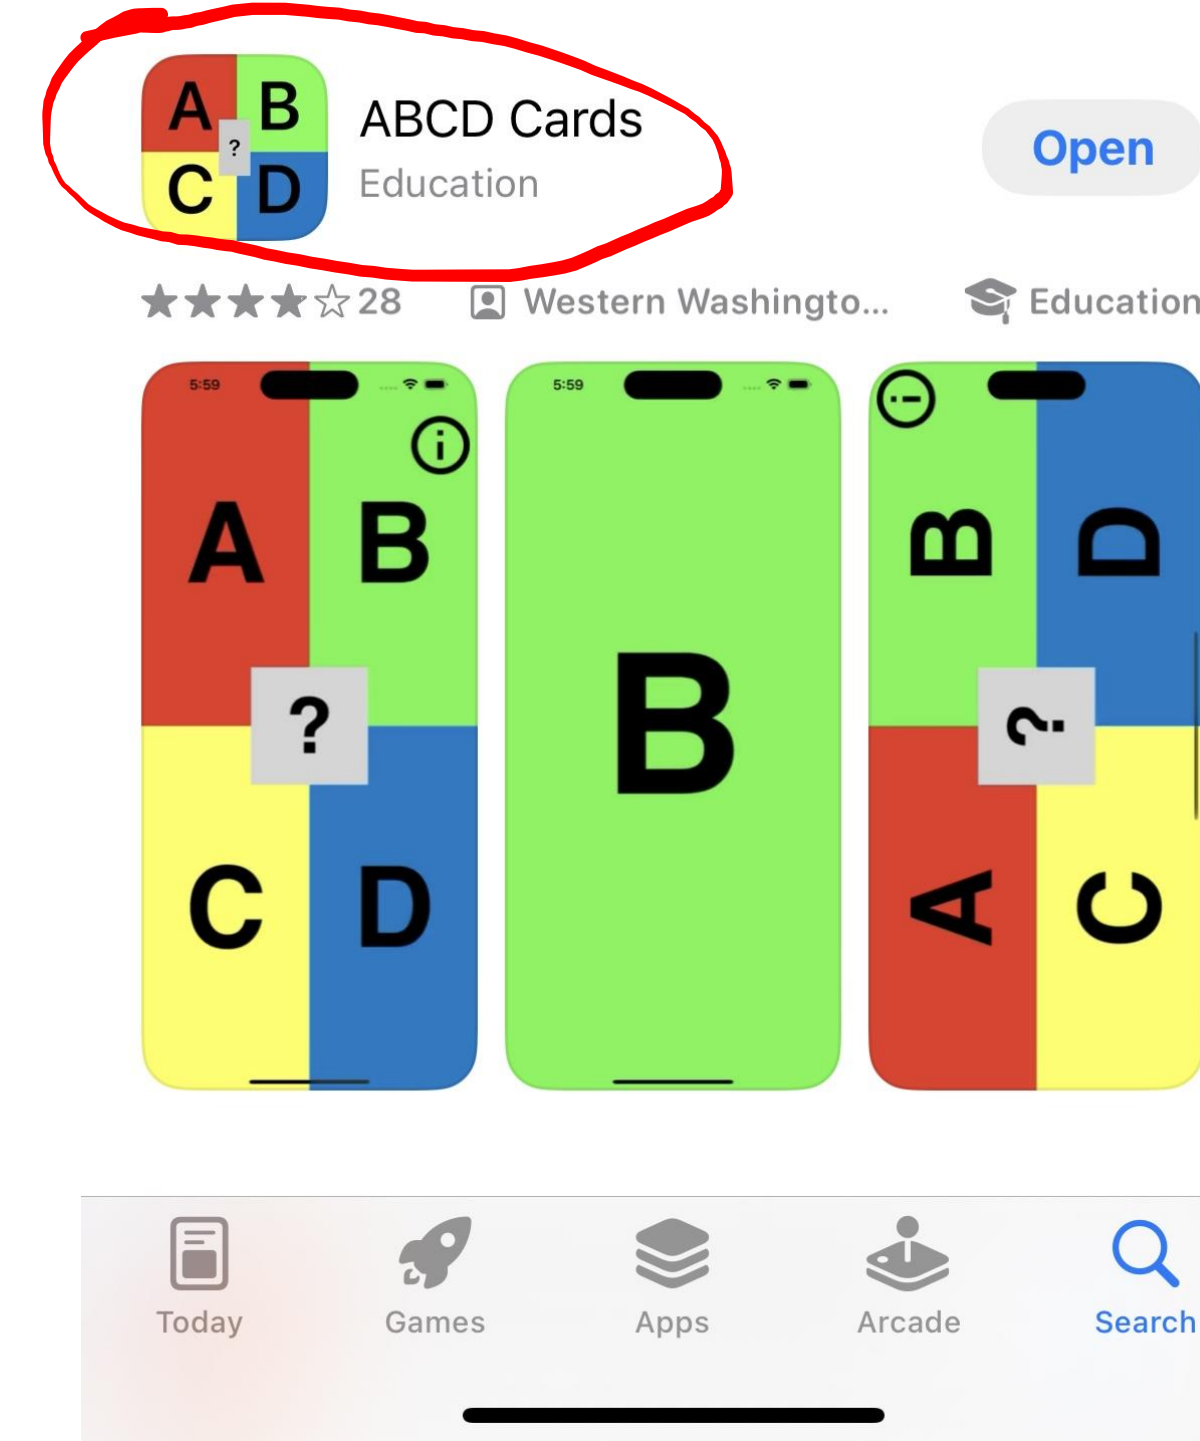 A B
?
C D
ABCD Cards
Education
Open
28
Western Washingto...
Education
5:59
A B
?
C D
5:59
B
B D
?
A C
Today
Games
Apps
Arcade
Search